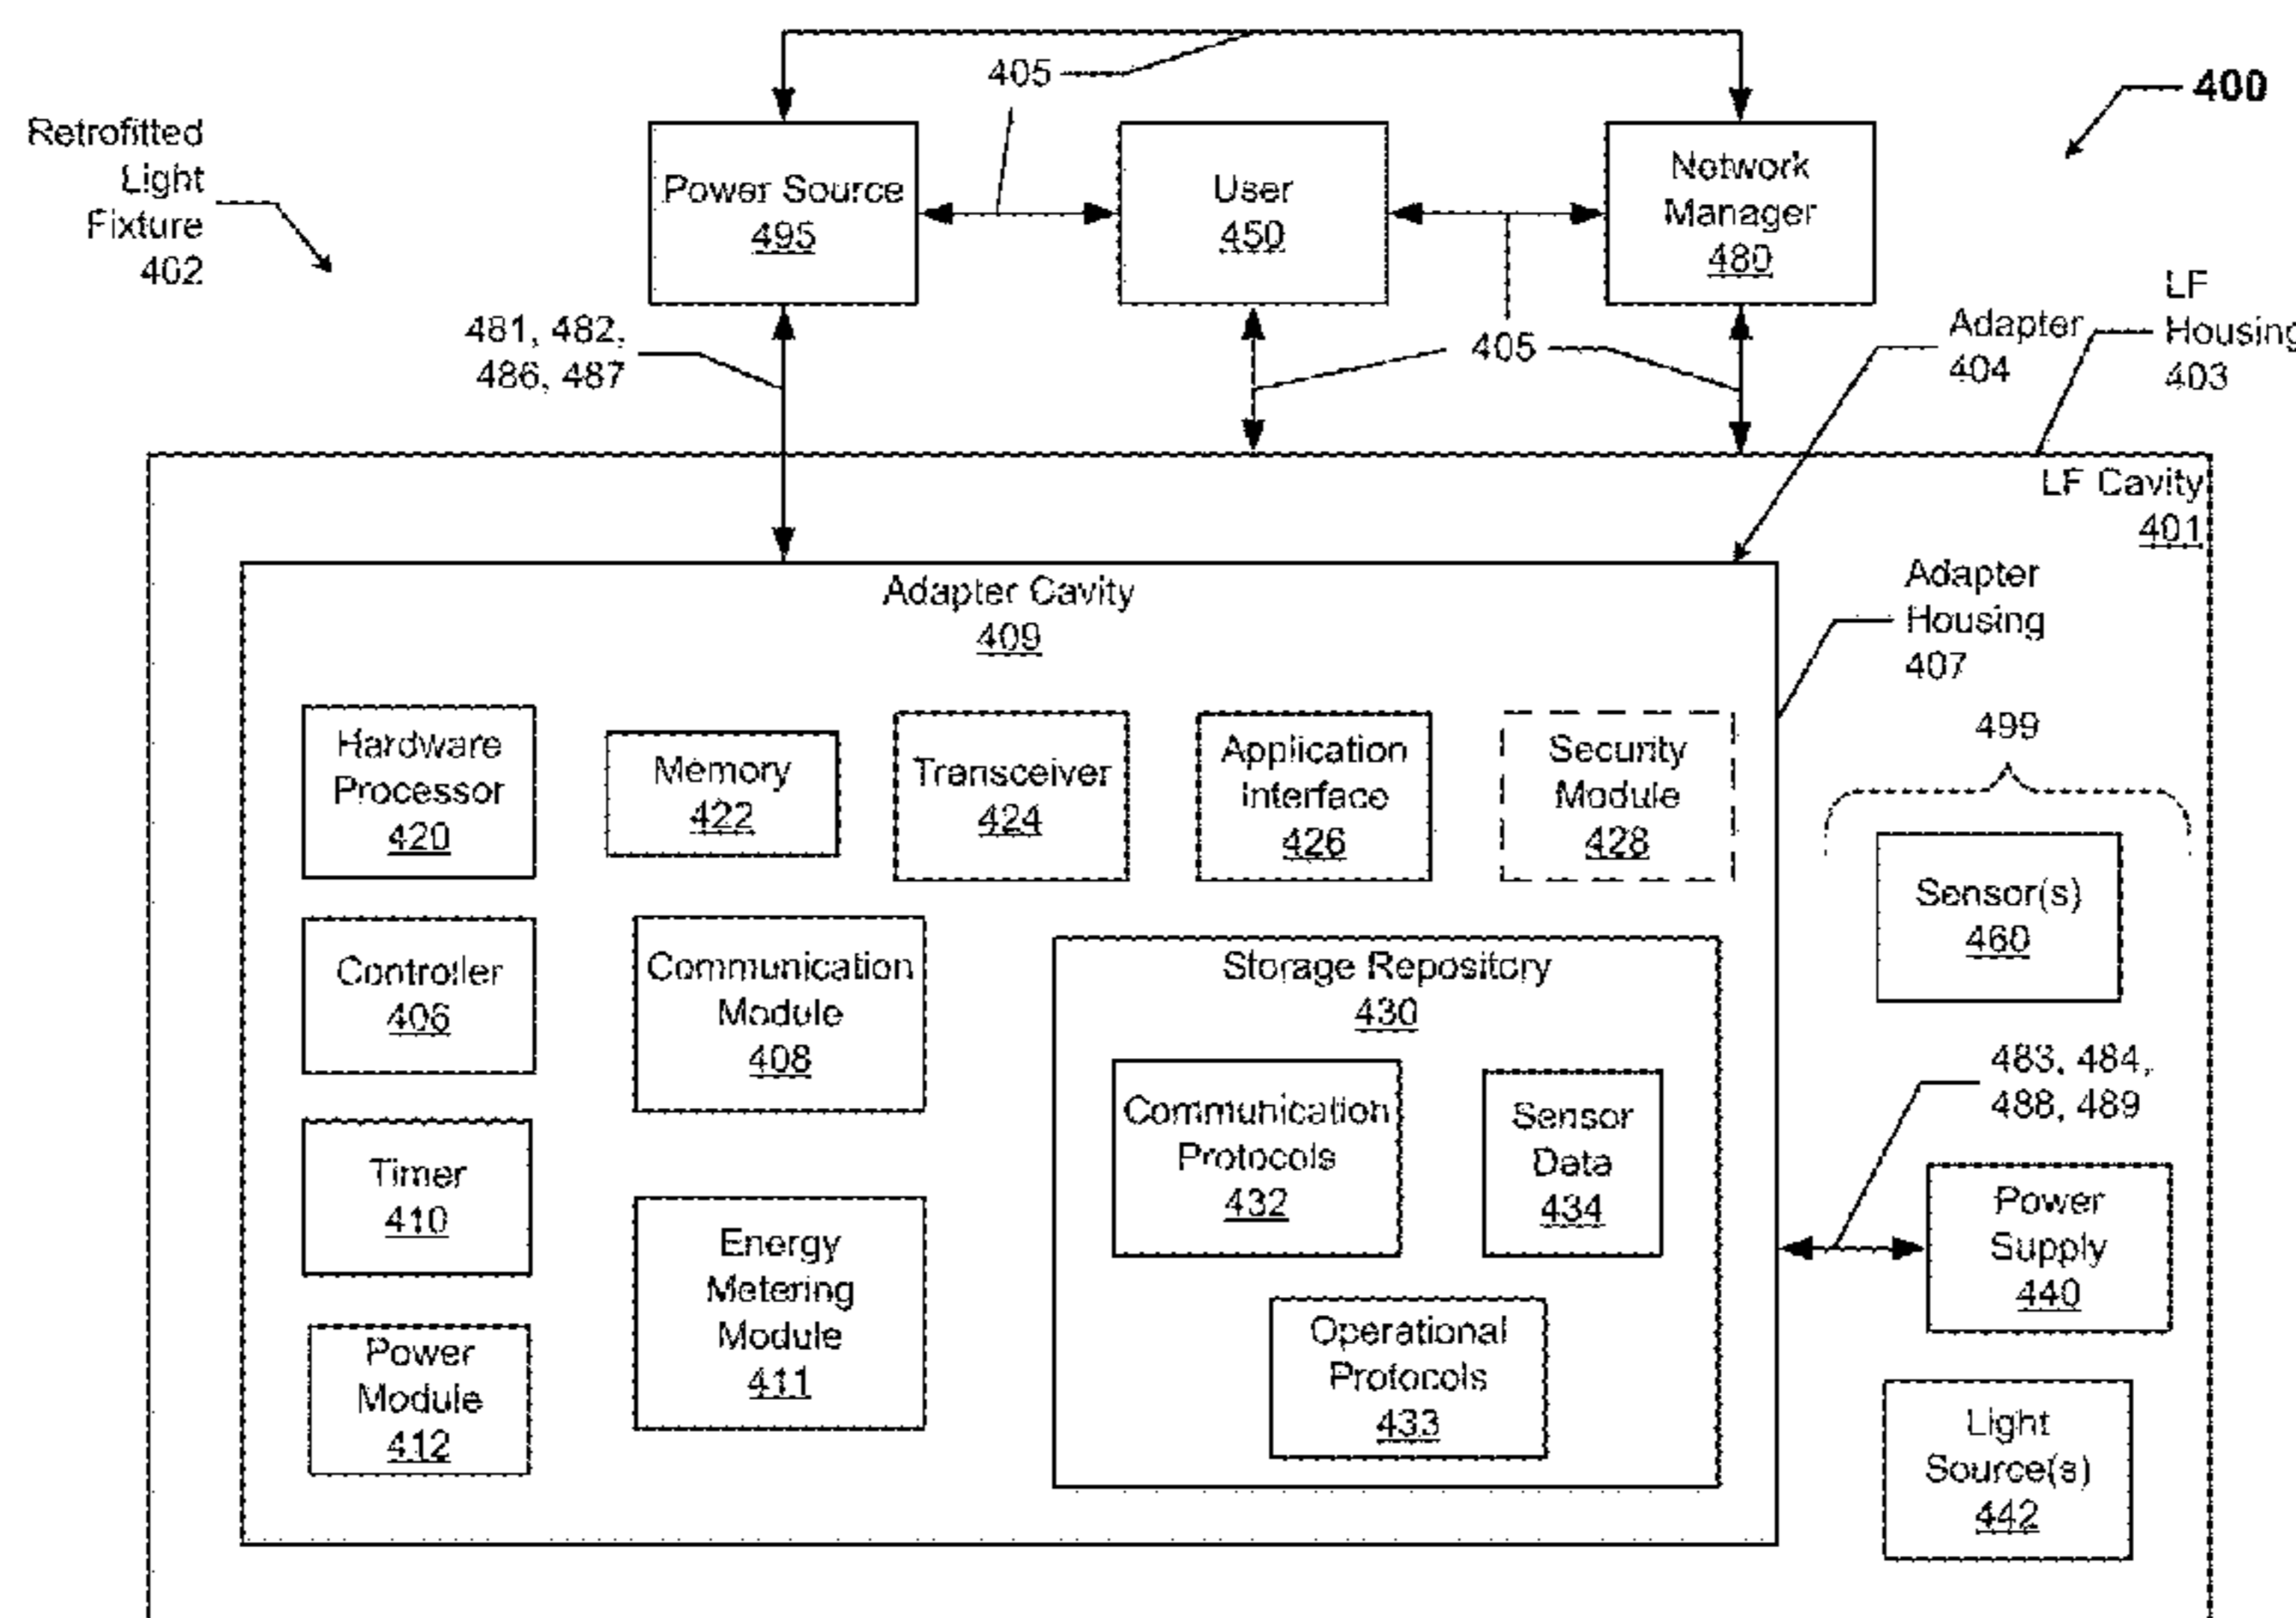 400
405
Retrofitted
Light
Fixture
402
Power Source
495
User
450
Network
Manager
480
LF
Housing
403
481, 482,
486, 487
405
Adapter
404
LF Cavity
401
Adapter Cavity
409
Adapter
Housing
407
Hardware
Processor
420
Memory
422
Transceiver
424
Application
Interface
426
Security
Module
428
499
Sensor(s)
460
Controller
406
Communication
Module
408
Storage Repository
430
Communication
Protocols
432
Sensor
Data
434
483, 484,
488, 489
Timer
410
Energy
Metering
Module
411
Power
Supply
440
Operational
Protocols
433
Power
Module
412
Light
Source(s)
442